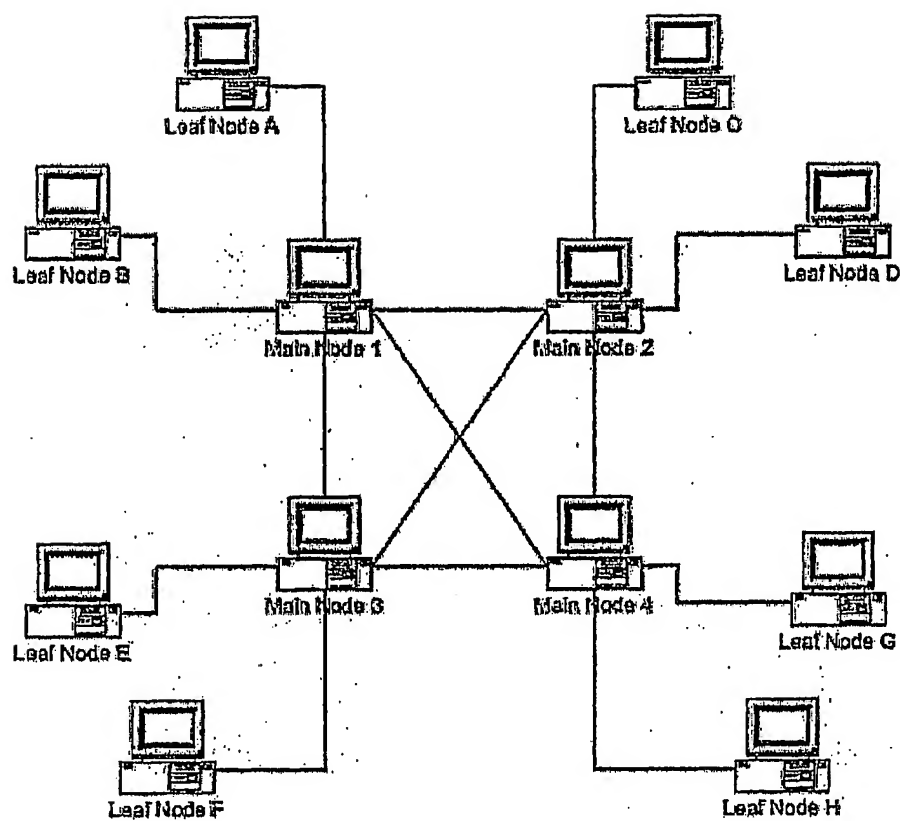 Leaf Node A
Leaf Node C
Leaf Node B
Leaf Node D
Main Node 1
Main Node 2
Main Node 3
Main Node 4
Leaf Node E
Leaf Node G
Leaf Node F
Leaf Node H